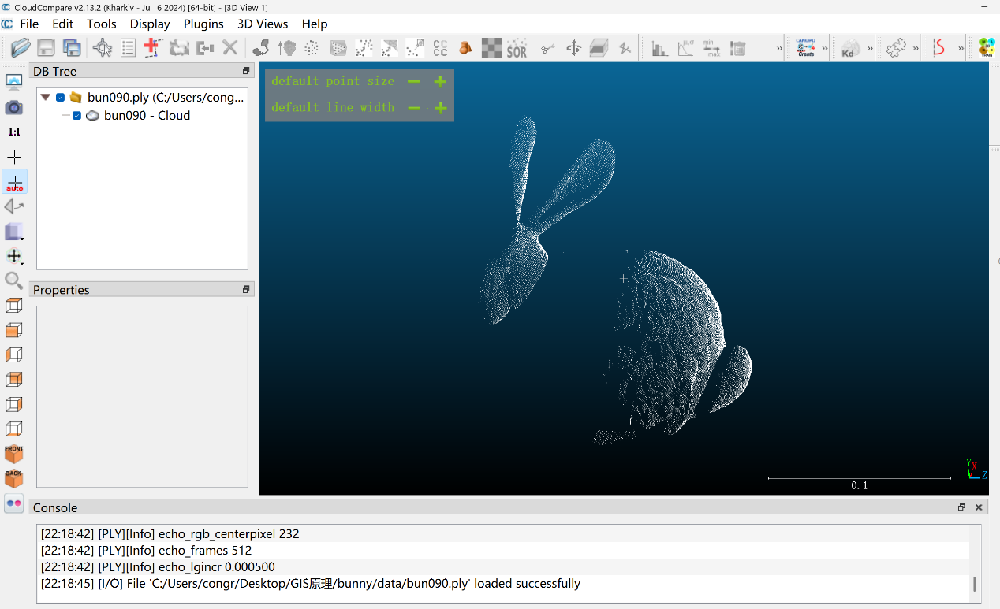 CloudCompare v2.13.2 (Kharkiv - Jul 6 2024) [64-bit] - [3D View 1]
File Edit Tools Display Plugins 3D Views Help
CC CC SOR μ,σ min max CANUPO Create Kd TRAIN
DB Tree
bun090.ply (C:/Users/cong...
bun090 - Cloud
1:1
auto
default point size
default line width
Properties
FRONT
BACK
Y X Z
0.1
Console
[22:18:42] [PLY][Info] echo_rgb_centerpixel 232
[22:18:42] [PLY][Info] echo_frames 512
[22:18:42] [PLY][Info] echo_lgincr 0.000500
[22:18:45] [I/O] File 'C:/Users/congr/Desktop/GIS原理/bunny/data/bun090.ply' loaded successfully